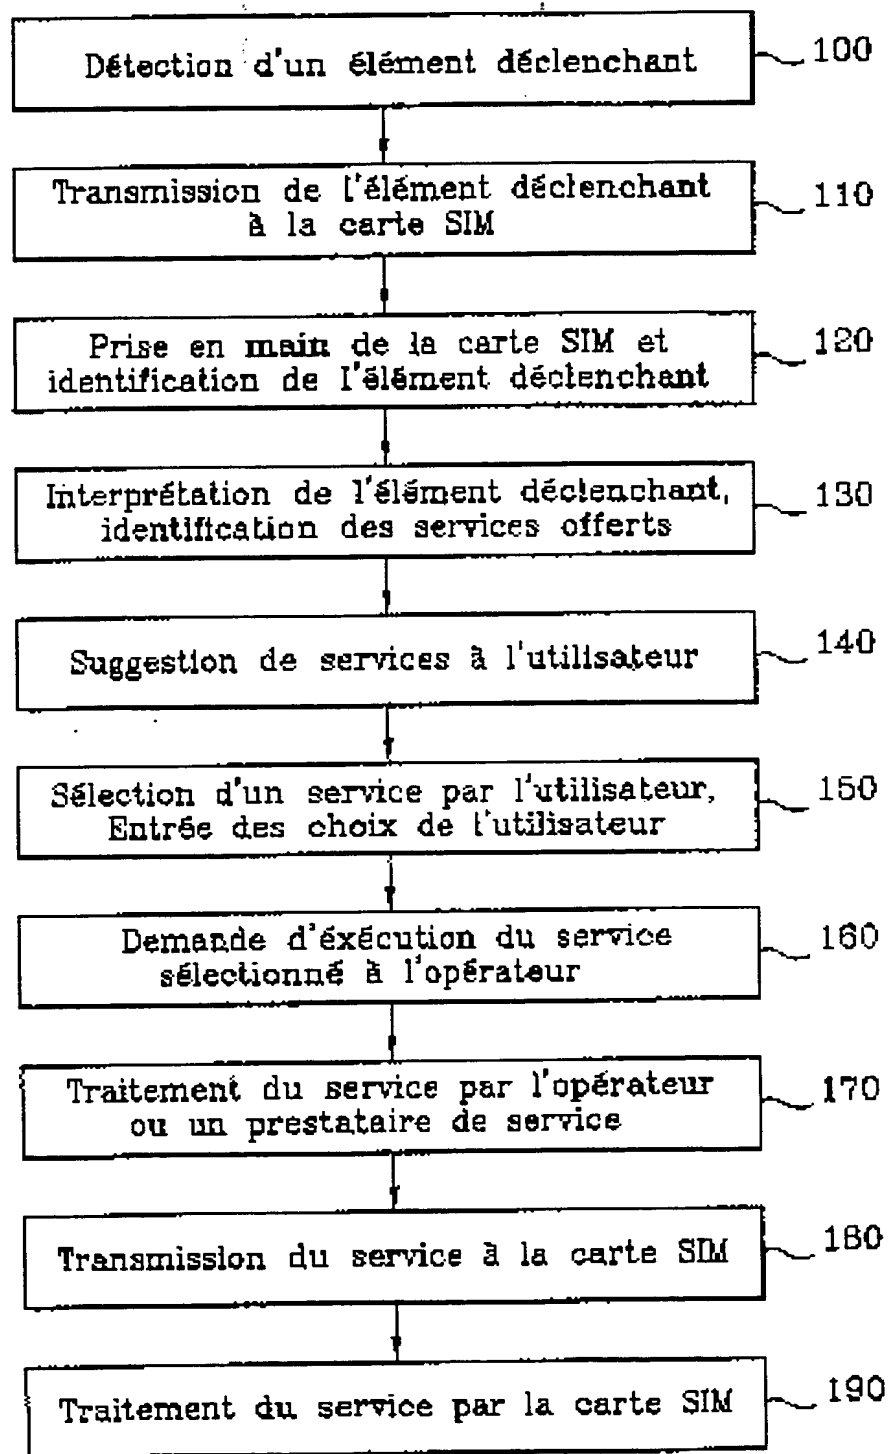 Détection d'un élément déclenchant
100
Transmission de l'élément déclenchant
à la carte SIM
110
Prise en main de la carte SIM et
identification de l'élément déclenchant
120
Interprétation de l'élément déclenchant,
identification des services offerts
130
Suggestion de services à l'utilisateur
140
Sélection d'un service par l'utilisateur,
Entrée des choix de l'utilisateur
150
Demande d'éxécution du service
sélectionné à l'opérateur
160
Traitement du service par l'opérateur
ou un prestataire de service
170
Transmission du service à la carte SIM
180
Traitement du service par la carte SIM
190